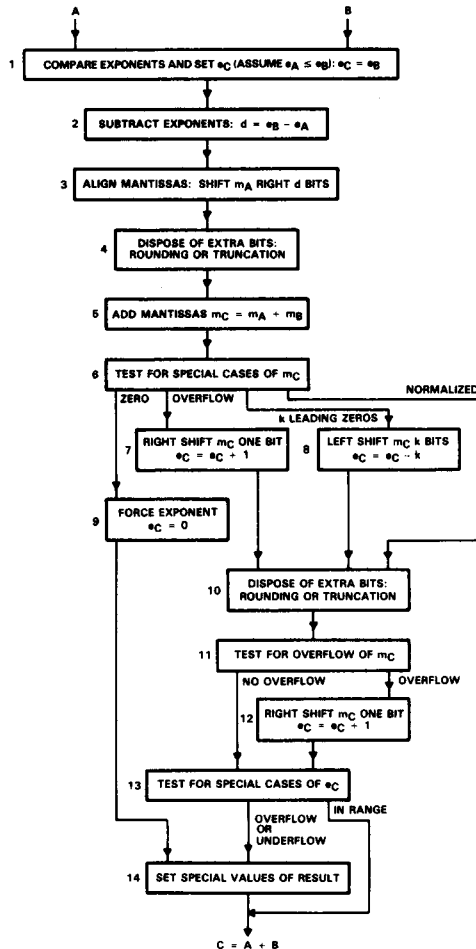 A
B
1 COMPARE EXPONENTS AND SET eC (ASSUME eA ≤ eB): eC = eB
2 SUBTRACT EXPONENTS: d = eB − eA
3 ALIGN MANTISSAS: SHIFT mA RIGHT d BITS
4 DISPOSE OF EXTRA BITS:
ROUNDING OR TRUNCATION
5 ADD MANTISSAS mC = mA + mB
6 TEST FOR SPECIAL CASES OF mC
NORMALIZED
ZERO
OVERFLOW
k LEADING ZEROS
7 RIGHT SHIFT mC ONE BIT
eC = eC + 1
8 LEFT SHIFT mC k BITS
eC = eC − k
9 FORCE EXPONENT
eC = 0
10 DISPOSE OF EXTRA BITS:
ROUNDING OR TRUNCATION
11 TEST FOR OVERFLOW OF mC
NO OVERFLOW
OVERFLOW
12 RIGHT SHIFT mC ONE BIT
eC = eC + 1
13 TEST FOR SPECIAL CASES OF eC
OVERFLOW
OR
UNDERFLOW
IN RANGE
14 SET SPECIAL VALUES OF RESULT
C = A + B